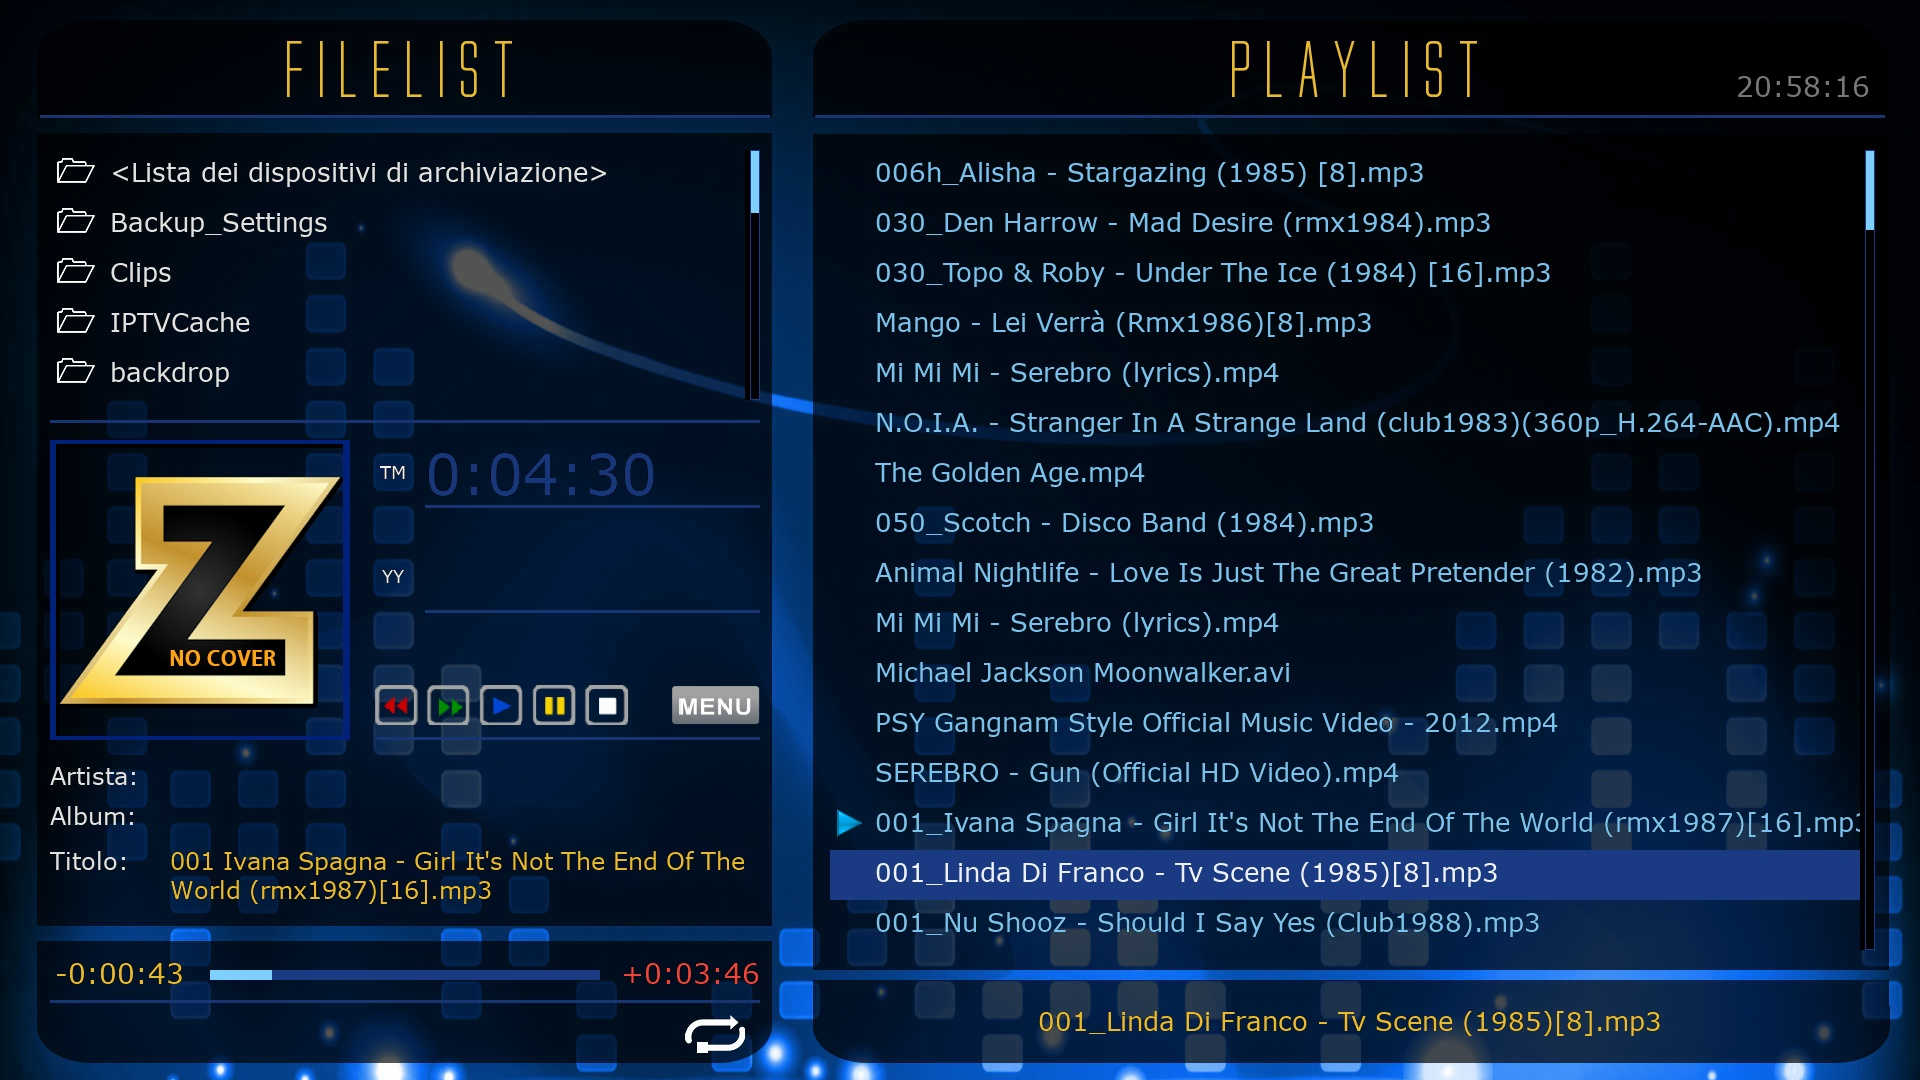 FILELIST
<Lista dei dispositivi di archiviazione>
Backup_Settings
Clips
IPTVCache
backdrop
TM
0:04:30
YY
NO COVER
MENU
Artista:
Album:
Titolo:
001 Ivana Spagna - Girl It's Not The End Of The
World (rmx1987)[16].mp3
-0:00:43
+0:03:46
PLAYLIST
20:58:16
006h_Alisha - Stargazing (1985) [8].mp3
030_Den Harrow - Mad Desire (rmx1984).mp3
030_Topo & Roby - Under The Ice (1984) [16].mp3
Mango - Lei Verrà (Rmx1986)[8].mp3
Mi Mi Mi - Serebro (lyrics).mp4
N.O.I.A. - Stranger In A Strange Land (club1983)(360p_H.264-AAC).mp4
The Golden Age.mp4
050_Scotch - Disco Band (1984).mp3
Animal Nightlife - Love Is Just The Great Pretender (1982).mp3
Mi Mi Mi - Serebro (lyrics).mp4
Michael Jackson Moonwalker.avi
PSY Gangnam Style Official Music Video - 2012.mp4
SEREBRO - Gun (Official HD Video).mp4
001_Ivana Spagna - Girl It's Not The End Of The World (rmx1987)[16].mp3
001_Linda Di Franco - Tv Scene (1985)[8].mp3
001_Nu Shooz - Should I Say Yes (Club1988).mp3
001_Linda Di Franco - Tv Scene (1985)[8].mp3